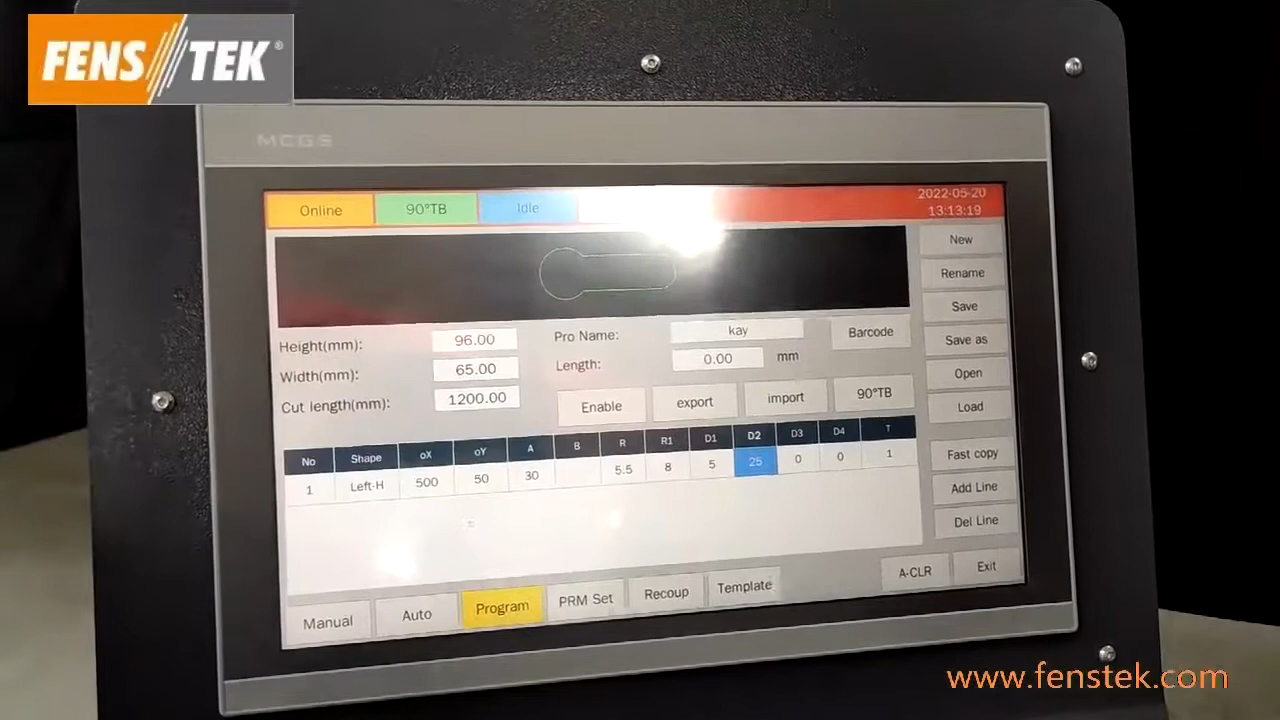 FENS TEK®
MCGS
Online 90°TB Idle 2022-05-20
13:13:19
New
Rename
Save
Save as
Open
Load
Fast copy
Add Line
Del Line
Height(mm): 96.00 Pro Name: kay Barcode
Width(mm): 65.00 Length: 0.00 mm
Cut length(mm): 1200.00 Enable export import 90°TB
No Shape oX oY A B R R1 D1 D2 D3 D4 T
1 Left-H 500 50 30 5.5 8 5 25 0 0 1
A-CLR Exit
Manual Auto Program PRM Set Recoup Template
www.fenstek.com